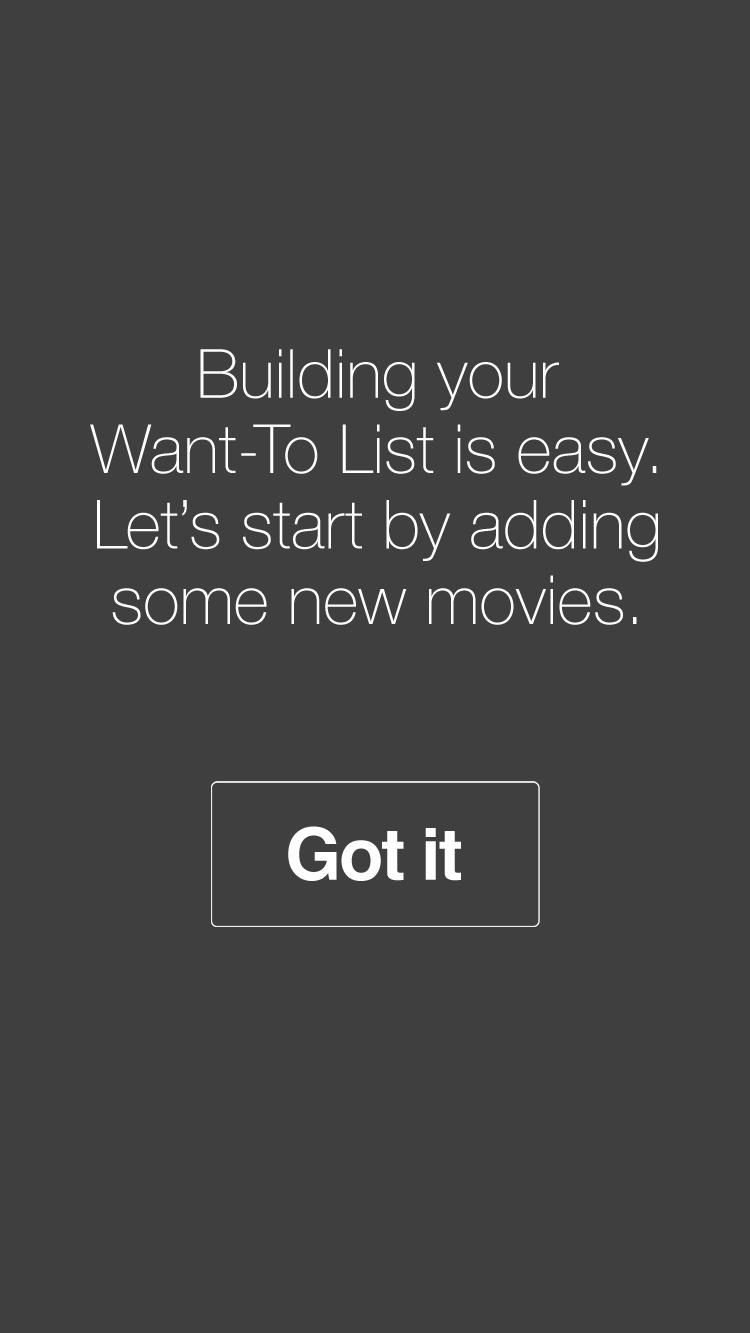 Building your
Want-To List is easy.
Let’s start by adding
some new movies.
Got it